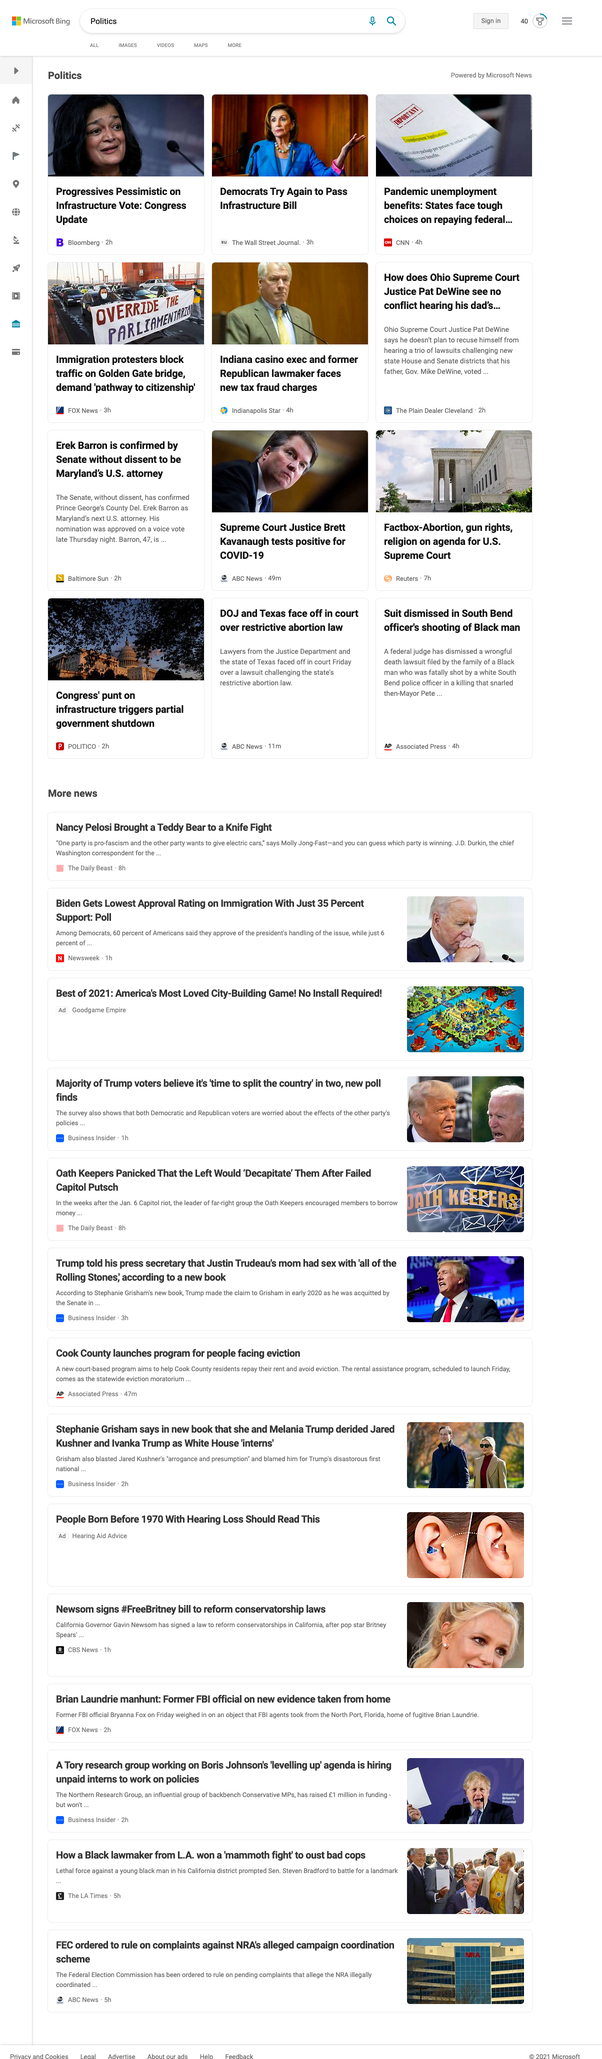 Microsoft Bing
Politics
Sign in
40
ALL
IMAGES
VIDEOS
MAPS
MORE
Politics
Powered by Microsoft News
Progressives Pessimistic on
Infrastructure Vote: Congress
Update
Bloomberg · 2h
Democrats Try Again to Pass
Infrastructure Bill
WSJ
The Wall Street Journal. · 3h
IMPORTANT
Pandemic unemployment
benefits: States face tough
choices on repaying federal...
CNN · 4h
OVERRIDE THE
PARLIAMENTARIAN
Immigration protesters block
traffic on Golden Gate bridge,
demand 'pathway to citizenship'
FOX News · 3h
Indiana casino exec and former
Republican lawmaker faces
new tax fraud charges
Indianapolis Star · 4h
How does Ohio Supreme Court
Justice Pat DeWine see no
conflict hearing his dad's...
Ohio Supreme Court Justice Pat DeWine
says he doesn't plan to recuse himself from
hearing a trio of lawsuits challenging new
state House and Senate districts that his
father, Gov. Mike DeWine, voted ...
The Plain Dealer Cleveland · 2h
Erek Barron is confirmed by
Senate without dissent to be
Maryland's U.S. attorney
The Senate, without dissent, has confirmed
Prince George's County Del. Erek Barron as
Maryland's next U.S. attorney. His
nomination was approved on a voice vote
late Thursday night. Barron, 47, is ...
Baltimore Sun · 2h
Supreme Court Justice Brett
Kavanaugh tests positive for
COVID-19
ABC News · 49m
Factbox-Abortion, gun rights,
religion on agenda for U.S.
Supreme Court
Reuters · 7h
Congress' punt on
infrastructure triggers partial
government shutdown
POLITICO · 2h
DOJ and Texas face off in court
over restrictive abortion law
Lawyers from the Justice Department and
the state of Texas faced off in court Friday
over a lawsuit challenging the state's
restrictive abortion law.
ABC News · 11m
Suit dismissed in South Bend
officer's shooting of Black man
A federal judge has dismissed a wrongful
death lawsuit filed by the family of a Black
man who was fatally shot by a white South
Bend police officer in a killing that snarled
then-Mayor Pete ...
AP
Associated Press · 4h
More news
Nancy Pelosi Brought a Teddy Bear to a Knife Fight
"One party is pro-fascism and the other party wants to give electric cars," says Molly Jong-Fast—and you can guess which party is winning. J.D. Durkin, the chief
Washington correspondent for the ...
The Daily Beast · 8h
Biden Gets Lowest Approval Rating on Immigration With Just 35 Percent
Support: Poll
Among Democrats, 60 percent of Americans said they approve of the president's handling of the issue, while just 6
percent of ...
N
Newsweek · 1h
Best of 2021: America's Most Loved City-Building Game! No Install Required!
Ad
Goodgame Empire
Majority of Trump voters believe it's 'time to split the country' in two, new poll
finds
The survey also shows that both Democratic and Republican voters are worried about the effects of the other party's
policies ...
Business Insider · 1h
Oath Keepers Panicked That the Left Would 'Decapitate' Them After Failed
Capitol Putsch
In the weeks after the Jan. 6 Capitol riot, the leader of far-right group the Oath Keepers encouraged members to borrow
money ...
The Daily Beast · 8h
OATH KEEPERS
Trump told his press secretary that Justin Trudeau's mom had sex with 'all of the
Rolling Stones,' according to a new book
According to Stephanie Grisham's new book, Trump made the claim to Grisham in early 2020 as he was acquitted by
the Senate in ...
Business Insider · 3h
Cook County launches program for people facing eviction
A new court-based program aims to help Cook County residents repay their rent and avoid eviction. The rental assistance program, scheduled to launch Friday,
comes as the statewide eviction moratorium ...
AP
Associated Press · 47m
Stephanie Grisham says in new book that she and Melania Trump derided Jared
Kushner and Ivanka Trump as White House 'interns'
Grisham also blasted Jared Kushner's "arrogance and presumption" and blamed him for Trump's disastorous first
national ...
Business Insider · 2h
People Born Before 1970 With Hearing Loss Should Read This
Ad
Hearing Aid Advice
Newsom signs #FreeBritney bill to reform conservatorship laws
California Governor Gavin Newsom has signed a law to reform conservatorships in California, after pop star Britney
Spears' ...
CBS News · 1h
Brian Laundrie manhunt: Former FBI official on new evidence taken from home
Former FBI official Bryanna Fox on Friday weighed in on an object that FBI agents took from the North Port, Florida, home of fugitive Brian Laundrie.
FOX News · 2h
A Tory research group working on Boris Johnson's 'levelling up' agenda is hiring
unpaid interns to work on policies
The Northern Research Group, an influential group of backbench Conservative MPs, has raised £1 million in funding -
but won't ...
Business Insider · 2h
How a Black lawmaker from L.A. won a 'mammoth fight' to oust bad cops
Lethal force against a young black man in his California district prompted Sen. Steven Bradford to battle for a landmark
...
The LA Times · 5h
FEC ordered to rule on complaints against NRA's alleged campaign coordination
scheme
The Federal Election Commission has been ordered to rule on pending complaints that allege the NRA illegally
coordinated ...
ABC News · 5h
NRA
Privacy and Cookies
Legal
Advertise
About our ads
Help
Feedback
© 2021 Microsoft